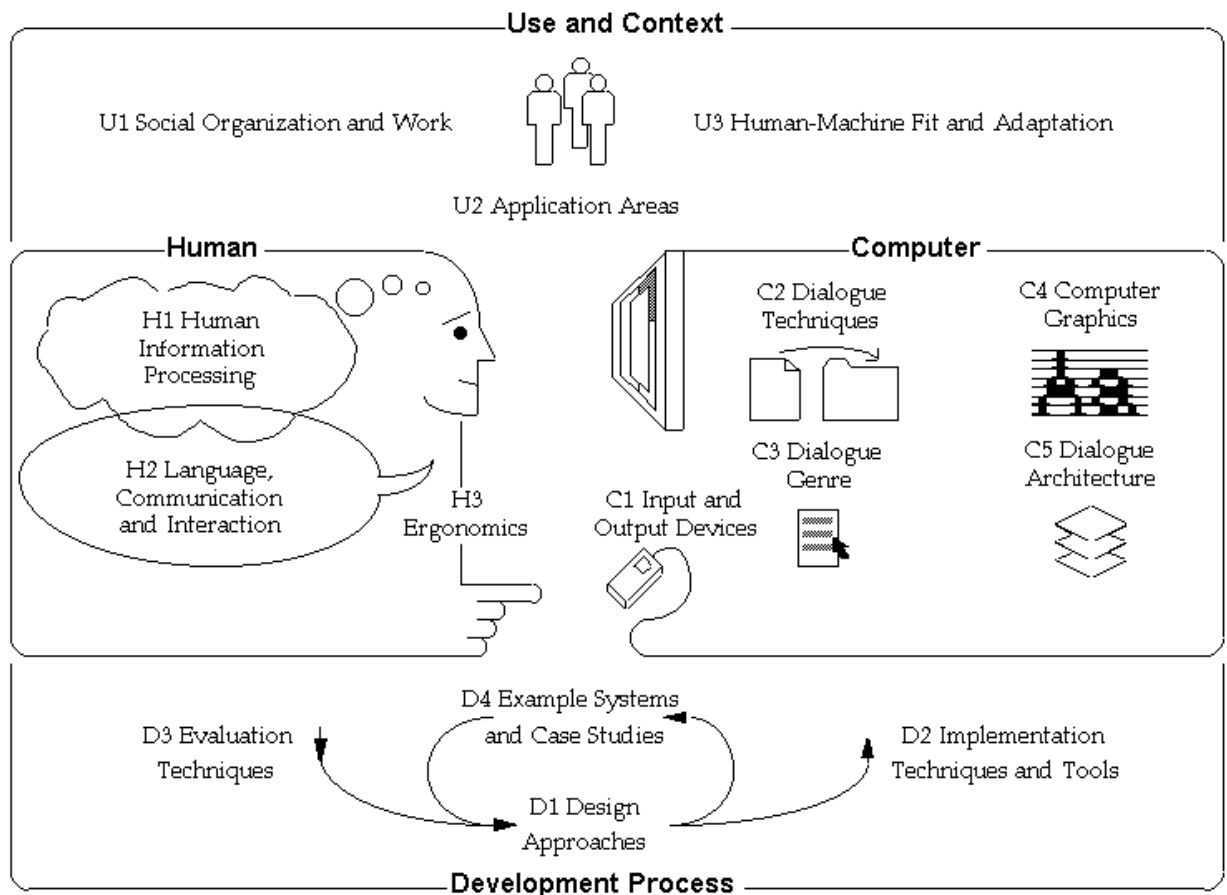 Use and Context
U1 Social Organization and Work
U3 Human-Machine Fit and Adaptation
U2 Application Areas
Human
H1 Human
Information
Processing
H2 Language,
Communication
and Interaction
H3
Ergonomics
Computer
C1 Input and
Output Devices
C2 Dialogue
Techniques
C3 Dialogue
Genre
C4 Computer
Graphics
C5 Dialogue
Architecture
D3 Evaluation
Techniques
D4 Example Systems
and Case Studies
D1 Design
Approaches
D2 Implementation
Techniques and Tools
Development Process